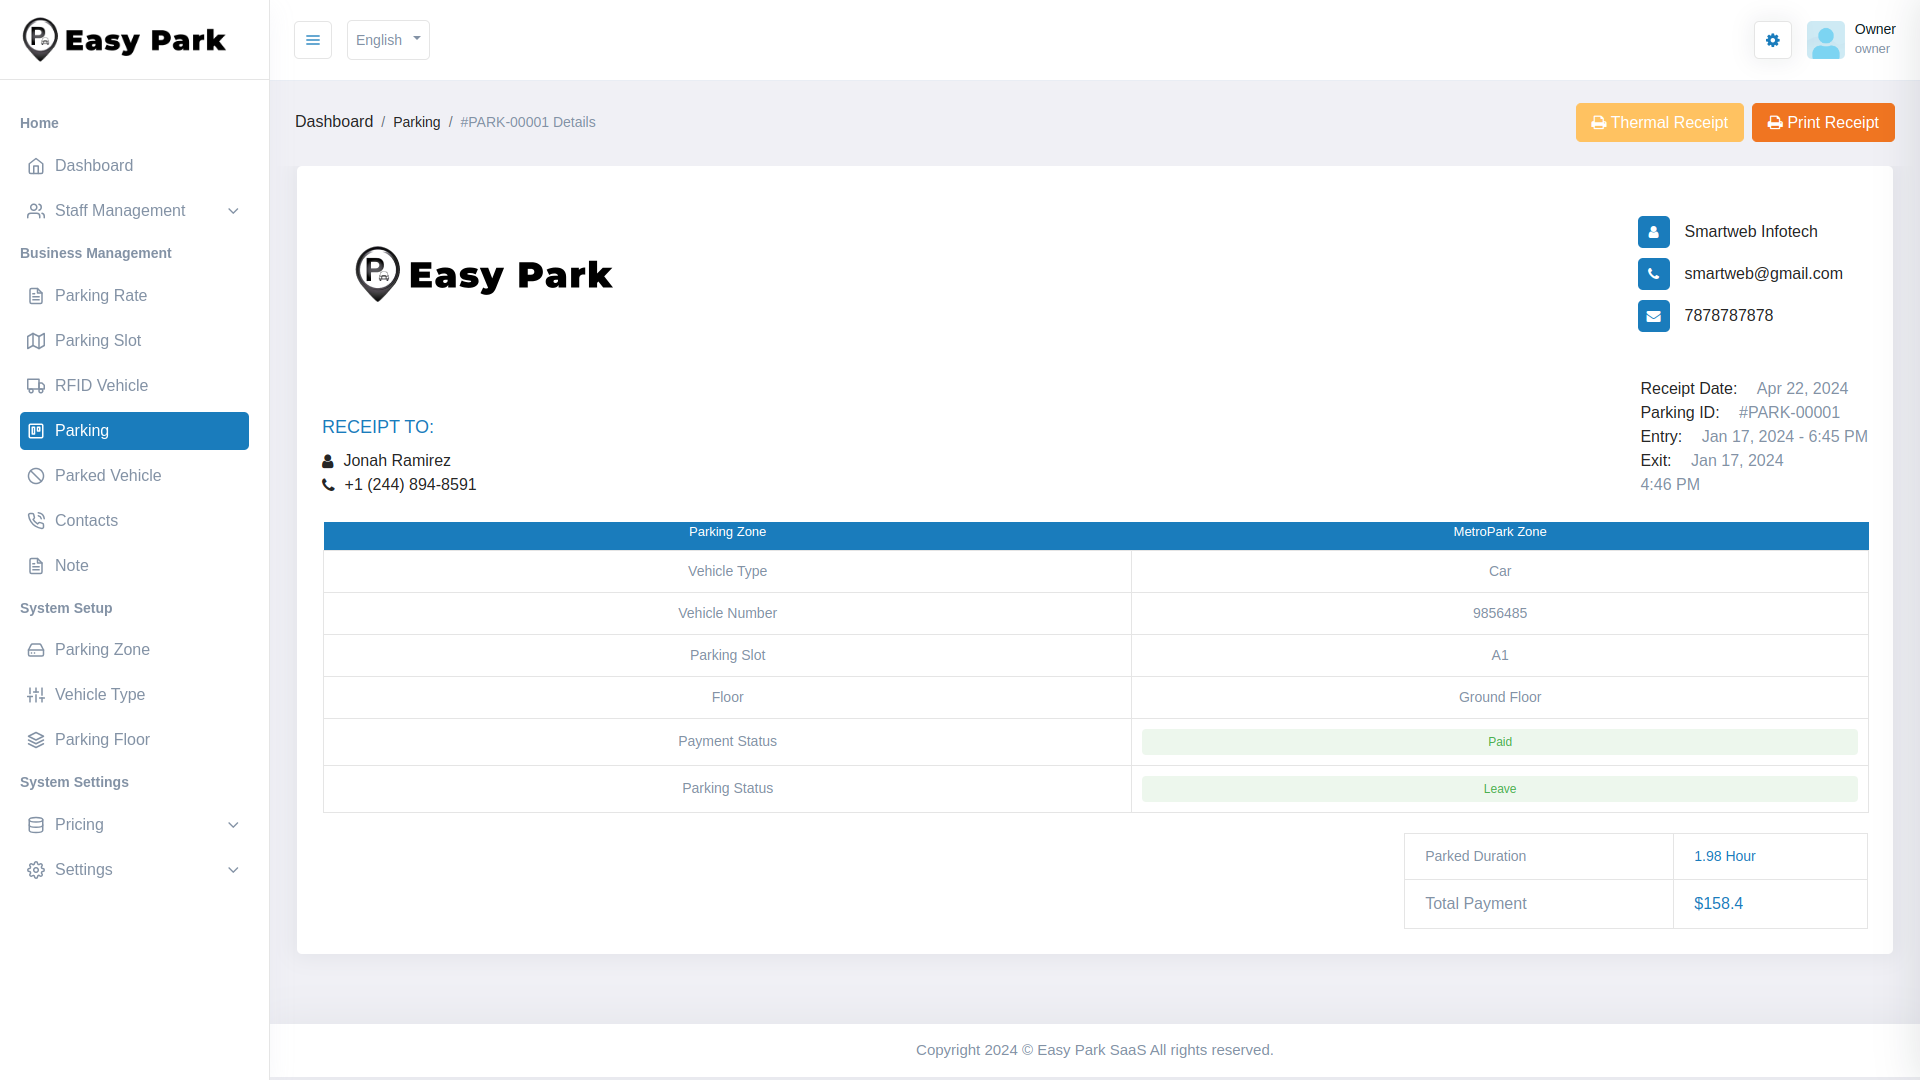 Easy Park
English
Owner
owner
Home
Dashboard
Staff Management
Business Management
Parking Rate
Parking Slot
RFID Vehicle
Parking
Parked Vehicle
Contacts
Note
System Setup
Parking Zone
Vehicle Type
Parking Floor
System Settings
Pricing
Settings
Dashboard / Parking / #PARK-00001 Details
Thermal Receipt
Print Receipt
Easy Park
Smartweb Infotech
smartweb@gmail.com
7878787878
RECEIPT TO:
Jonah Ramirez
+1 (244) 894-8591
Receipt Date: Apr 22, 2024
Parking ID: #PARK-00001
Entry: Jan 17, 2024 - 6:45 PM
Exit: Jan 17, 2024
4:46 PM
Parking Zone MetroPark Zone
Vehicle Type Car
Vehicle Number 9856485
Parking Slot A1
Floor Ground Floor
Payment Status Paid
Parking Status Leave
Parked Duration 1.98 Hour
Total Payment $158.4
Copyright 2024 © Easy Park SaaS All rights reserved.